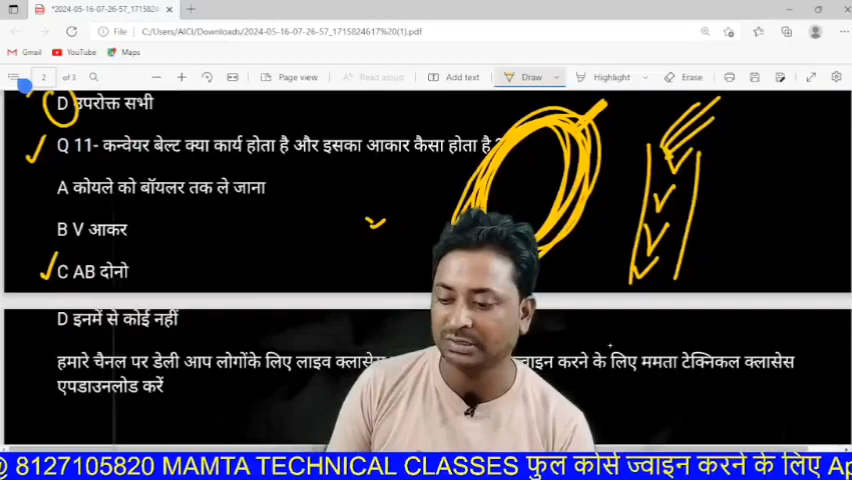 *2024-05-16-07-26-57_17158245
File
C:/Users/AICI/Downloads/2024-05-16-07-26-57_1715824617%20(1).pdf
Gmail
YouTube
Maps
2 of 3
Page view
Read aloud
Add text
Draw
Highlight
Erase
D उपरोक्त सभी
Q 11- कन्वेयर बेल्ट क्या कार्य होता है और इसका आकार कैसा होता है ?
A कोयले को बॉयलर तक ले जाना
B V आकर
C AB दोनो
D इनमें से कोई नहीं
हमारे चैनल पर डेली आप लोगोंके लिए लाइव क्लासेस ज्वाइन करने के लिए ममता टेक्निकल क्लासेस
एपडाउनलोड करें
@ 8127105820 MAMTA TECHNICAL CLASSES फुल कोर्स ज्वाइन करने के लिए Ap